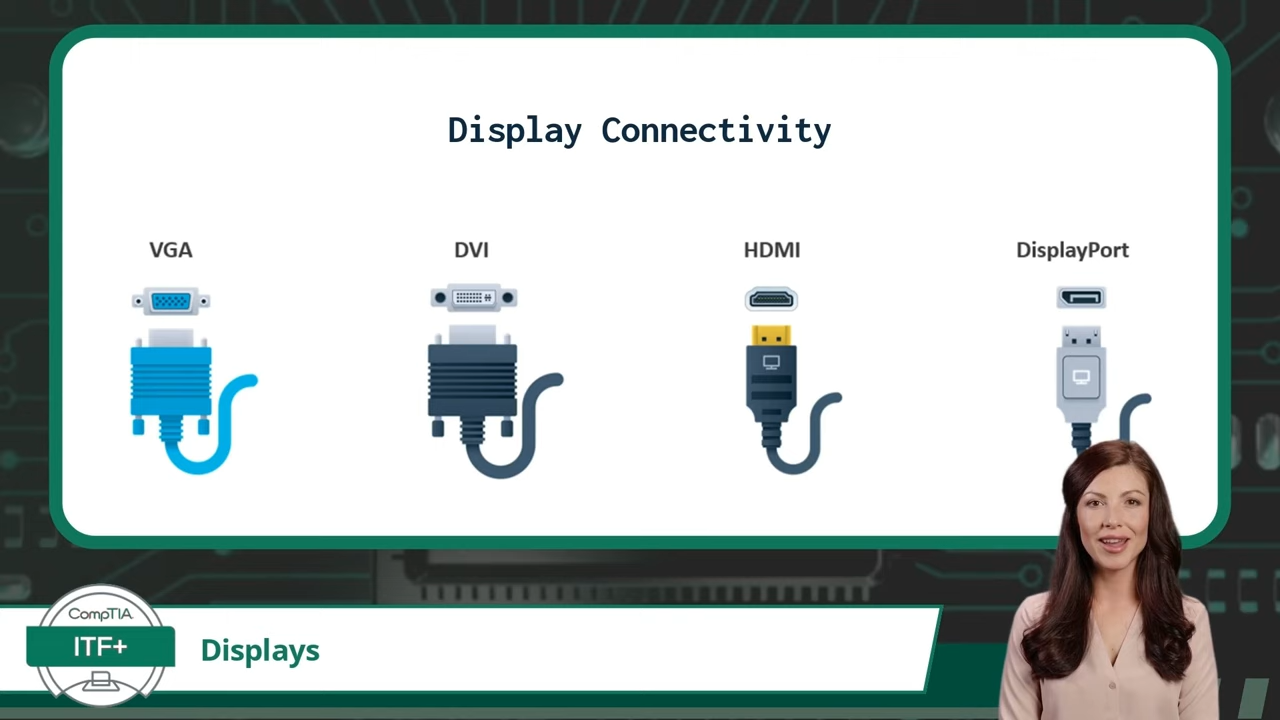 Display Connectivity
VGA
DVI
HDMI
DisplayPort
CompTIA.
ITF+
Displays